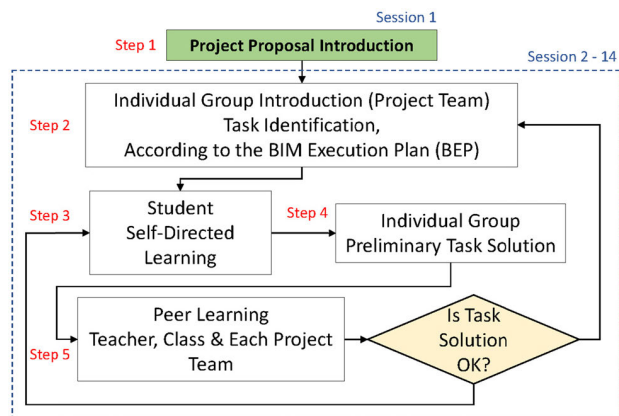 Session 1
Step 1
Project Proposal Introduction
Session 2 - 14
Step 2
Individual Group Introduction (Project Team)
Task Identification,
According to the BIM Execution Plan (BEP)
Step 3
Student
Self-Directed
Learning
Step 4
Individual Group
Preliminary Task Solution
Step 5
Peer Learning
Teacher, Class & Each Project
Team
Is Task
Solution
OK?